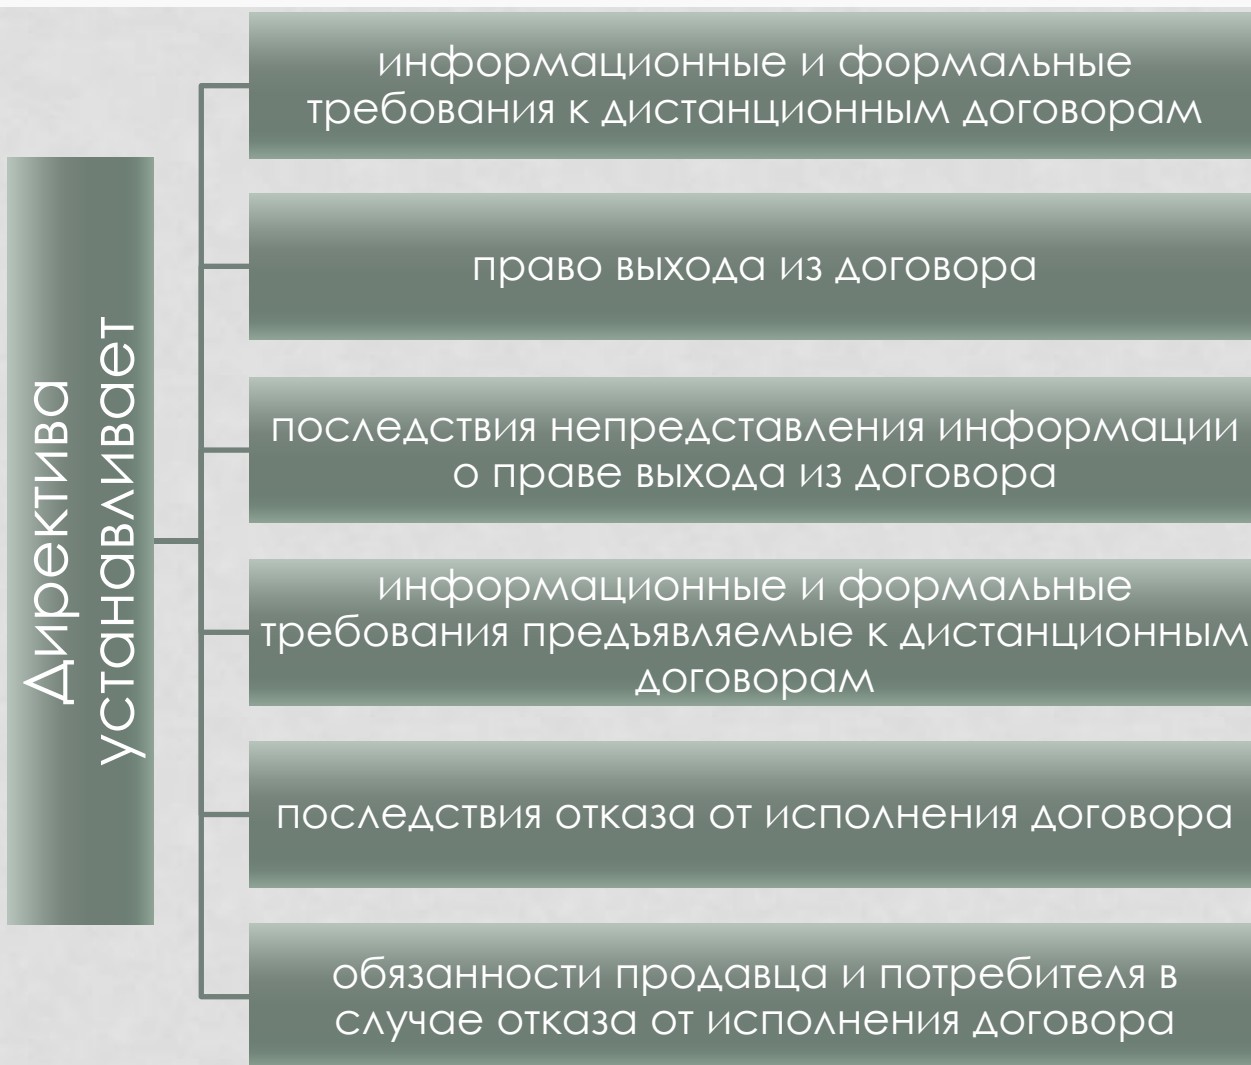 Директива
устанавливает
информационные и формальные
требования к дистанционным договорам
право выхода из договора
последствия непредставления информации
о праве выхода из договора
информационные и формальные
требования предъявляемые к дистанционным
договорам
последствия отказа от исполнения договора
обязанности продавца и потребителя в
случае отказа от исполнения договора